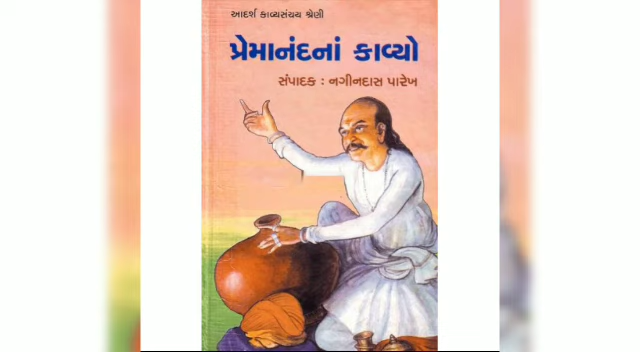 આદર્શ કાવ્યસંચય શ્રેણી
પ્રેમાનંદનાં કાવ્યો
સંપાદક : નગીનદાસ પારેખ